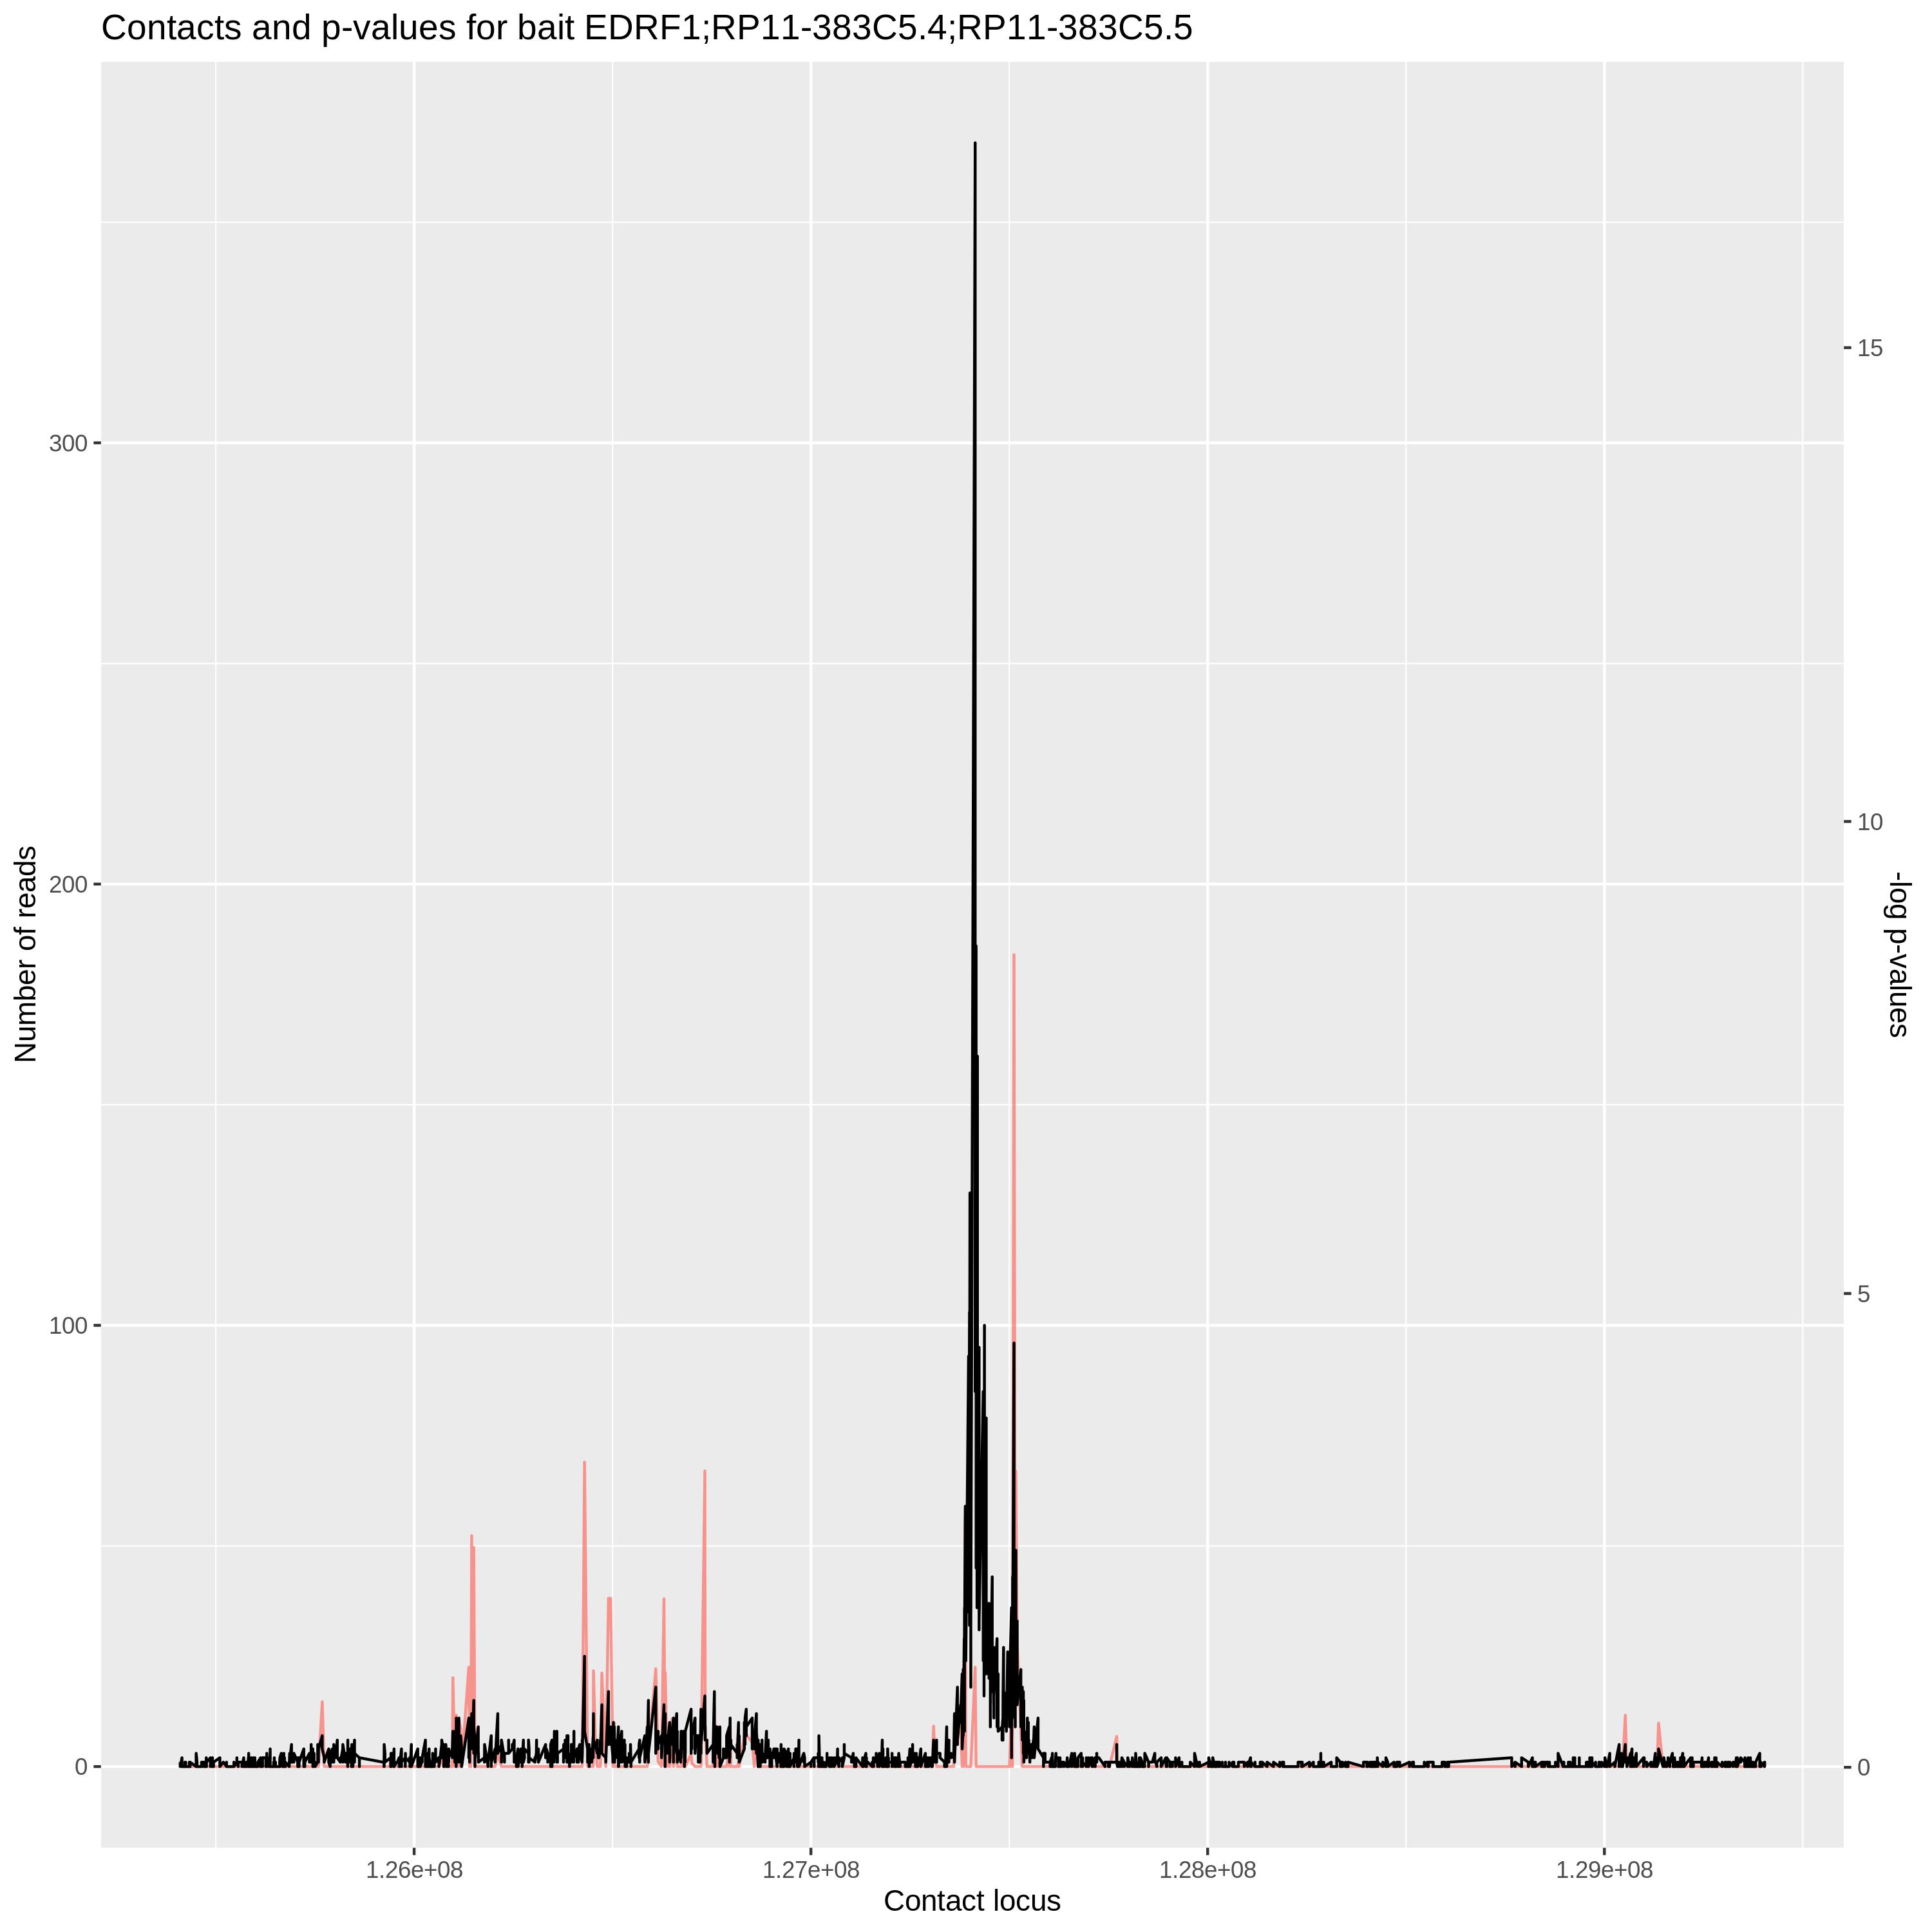 Contacts and p-values for bait EDRF1;RP11-383C5.4;RP11-383C5.5
Number of reads
300
200
100
0
15
10
5
0
-log p-values
1.26e+08
1.27e+08
1.28e+08
1.29e+08
Contact locus